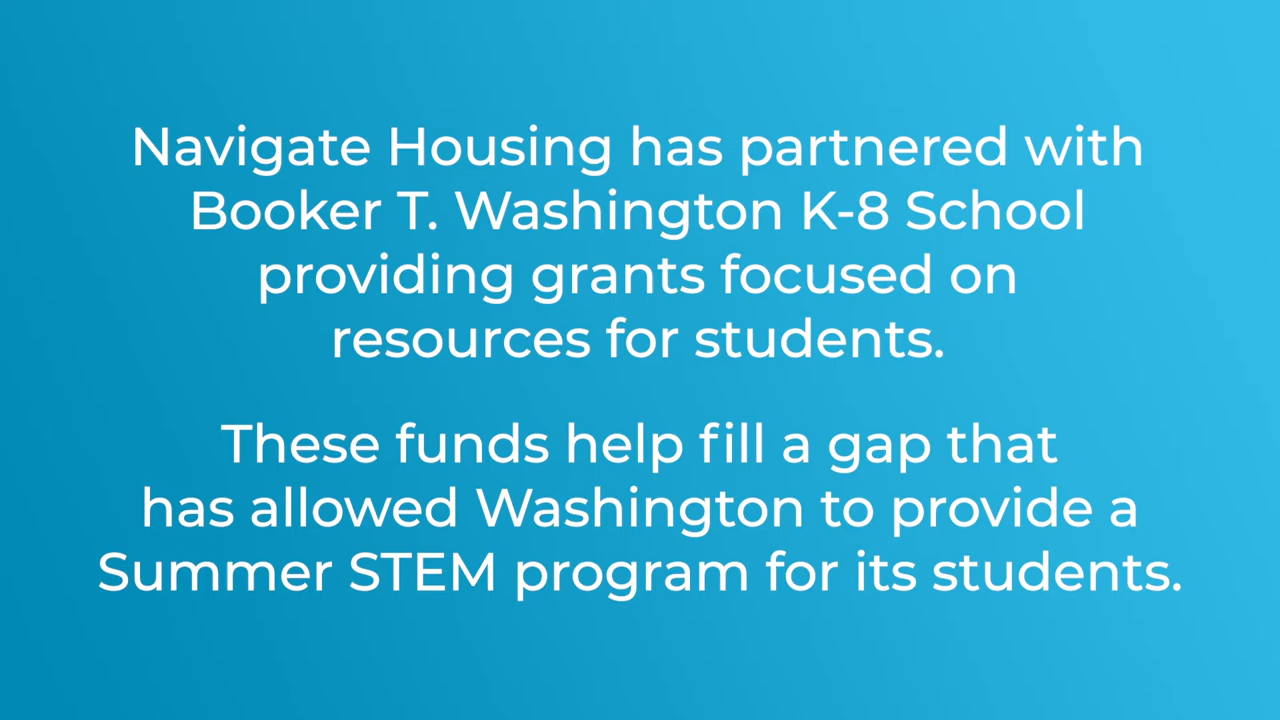 Navigate Housing has partnered with
Booker T. Washington K-8 School
providing grants focused on
resources for students.
These funds help fill a gap that
has allowed Washington to provide a
Summer STEM program for its students.